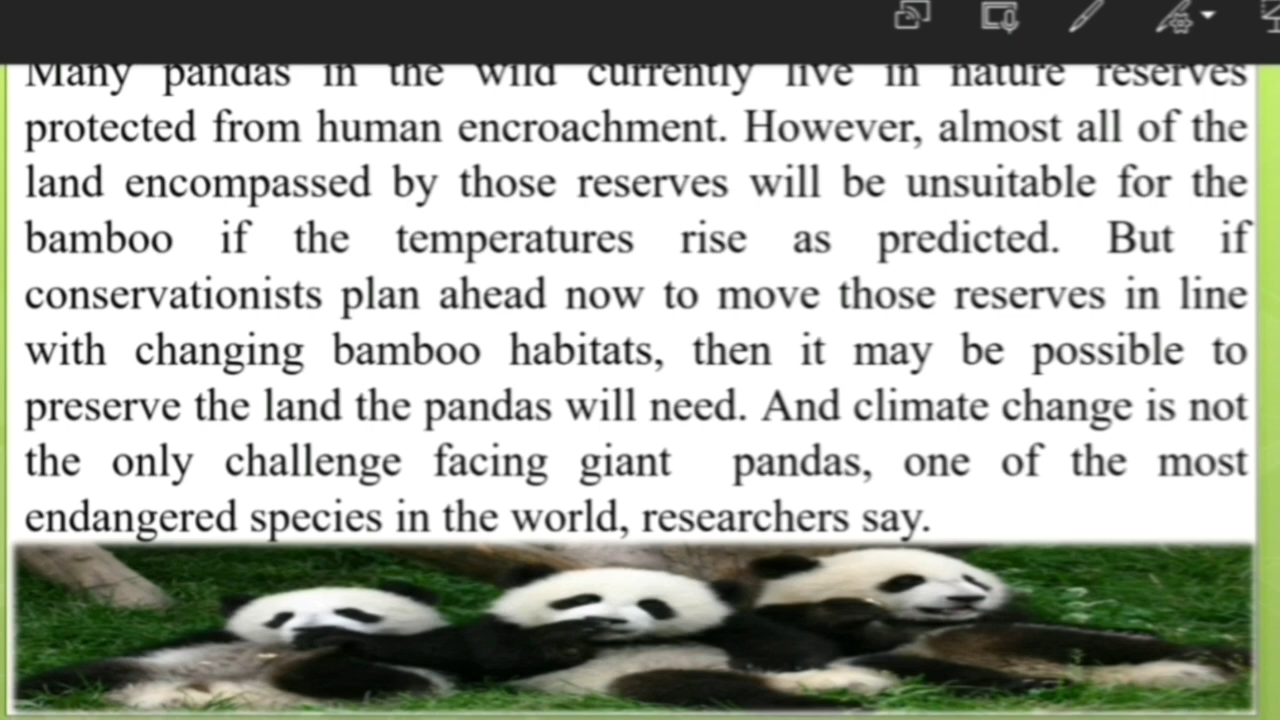 Many pandas in the wild currently live in nature reserves
protected from human encroachment. However, almost all of the
land encompassed by those reserves will be unsuitable for the
bamboo if the temperatures rise as predicted. But if
conservationists plan ahead now to move those reserves in line
with changing bamboo habitats, then it may be possible to
preserve the land the pandas will need. And climate change is not
the only challenge facing giant pandas, one of the most
endangered species in the world, researchers say.